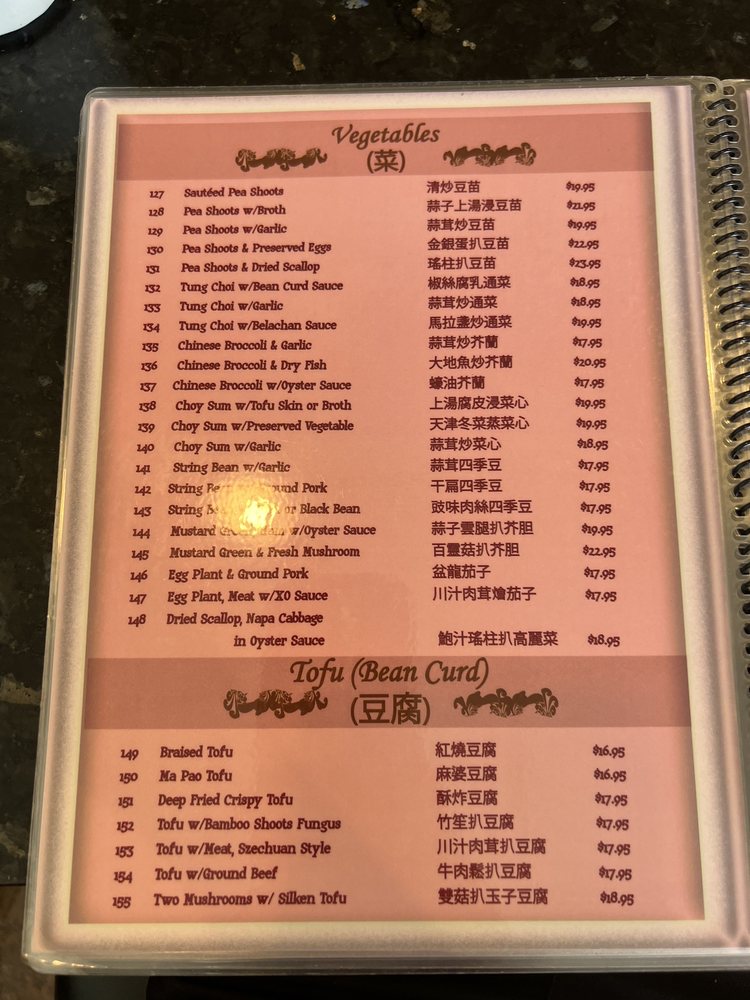 Vegetables
(菜)
127 Sautéed Pea Shoots 清炒豆苗 $19.95
128 Pea Shoots w/Broth 蒜子上湯浸豆苗 $21.95
129 Pea Shoots w/Garlic 蒜茸炒豆苗 $19.95
130 Pea Shoots & Preserved Eggs 金銀蛋扒豆苗 $22.95
131 Pea Shoots & Dried Scallop 瑤柱扒豆苗 $23.95
132 Tung Choi w/Bean Curd Sauce 椒絲腐乳通菜 $18.95
133 Tung Choi w/Garlic 蒜茸炒通菜 $18.95
134 Tung Choi w/Belachan Sauce 馬拉盞炒通菜 $19.95
135 Chinese Broccoli & Garlic 蒜茸炒芥蘭 $17.95
136 Chinese Broccoli & Dry Fish 大地魚炒芥蘭 $20.95
137 Chinese Broccoli w/Oyster Sauce 蠔油芥蘭 $17.95
138 Choy Sum w/Tofu Skin or Broth 上湯腐皮浸菜心 $19.95
139 Choy Sum w/Preserved Vegetable 天津冬菜蒸菜心 $19.95
140 Choy Sum w/Garlic 蒜茸炒菜心 $18.95
141 String Bean w/Garlic 蒜茸四季豆 $17.95
142 String Pork 干扁四季豆 $17.95
143 String or Black Bean 豉味肉絲四季豆 $17.95
144 Mustard w/Oyster Sauce 蒜子雲腿扒芥胆 $19.95
145 Mustard Green & Fresh Mushroom 百靈菇扒芥胆 $22.95
146 Egg Plant & Ground Pork 盆龍茄子 $17.95
147 Egg Plant, Meat w/XO Sauce 川汁肉茸燴茄子 $17.95
148 Dried Scallop, Napa Cabbage
in Oyster Sauce 鮑汁瑤柱扒高麗菜 $18.95
Tofu (Bean Curd)
(豆腐)
149 Braised Tofu 紅燒豆腐 $16.95
150 Ma Pao Tofu 麻婆豆腐 $16.95
151 Deep Fried Crispy Tofu 酥炸豆腐 $17.95
152 Tofu w/Bamboo Shoots Fungus 竹笙扒豆腐 $17.95
153 Tofu w/Meat, Szechuan Style 川汁肉茸扒豆腐 $17.95
154 Tofu w/Ground Beef 牛肉鬆扒豆腐 $17.95
155 Two Mushrooms w/ Silken Tofu 雙菇扒玉子豆腐 $18.95